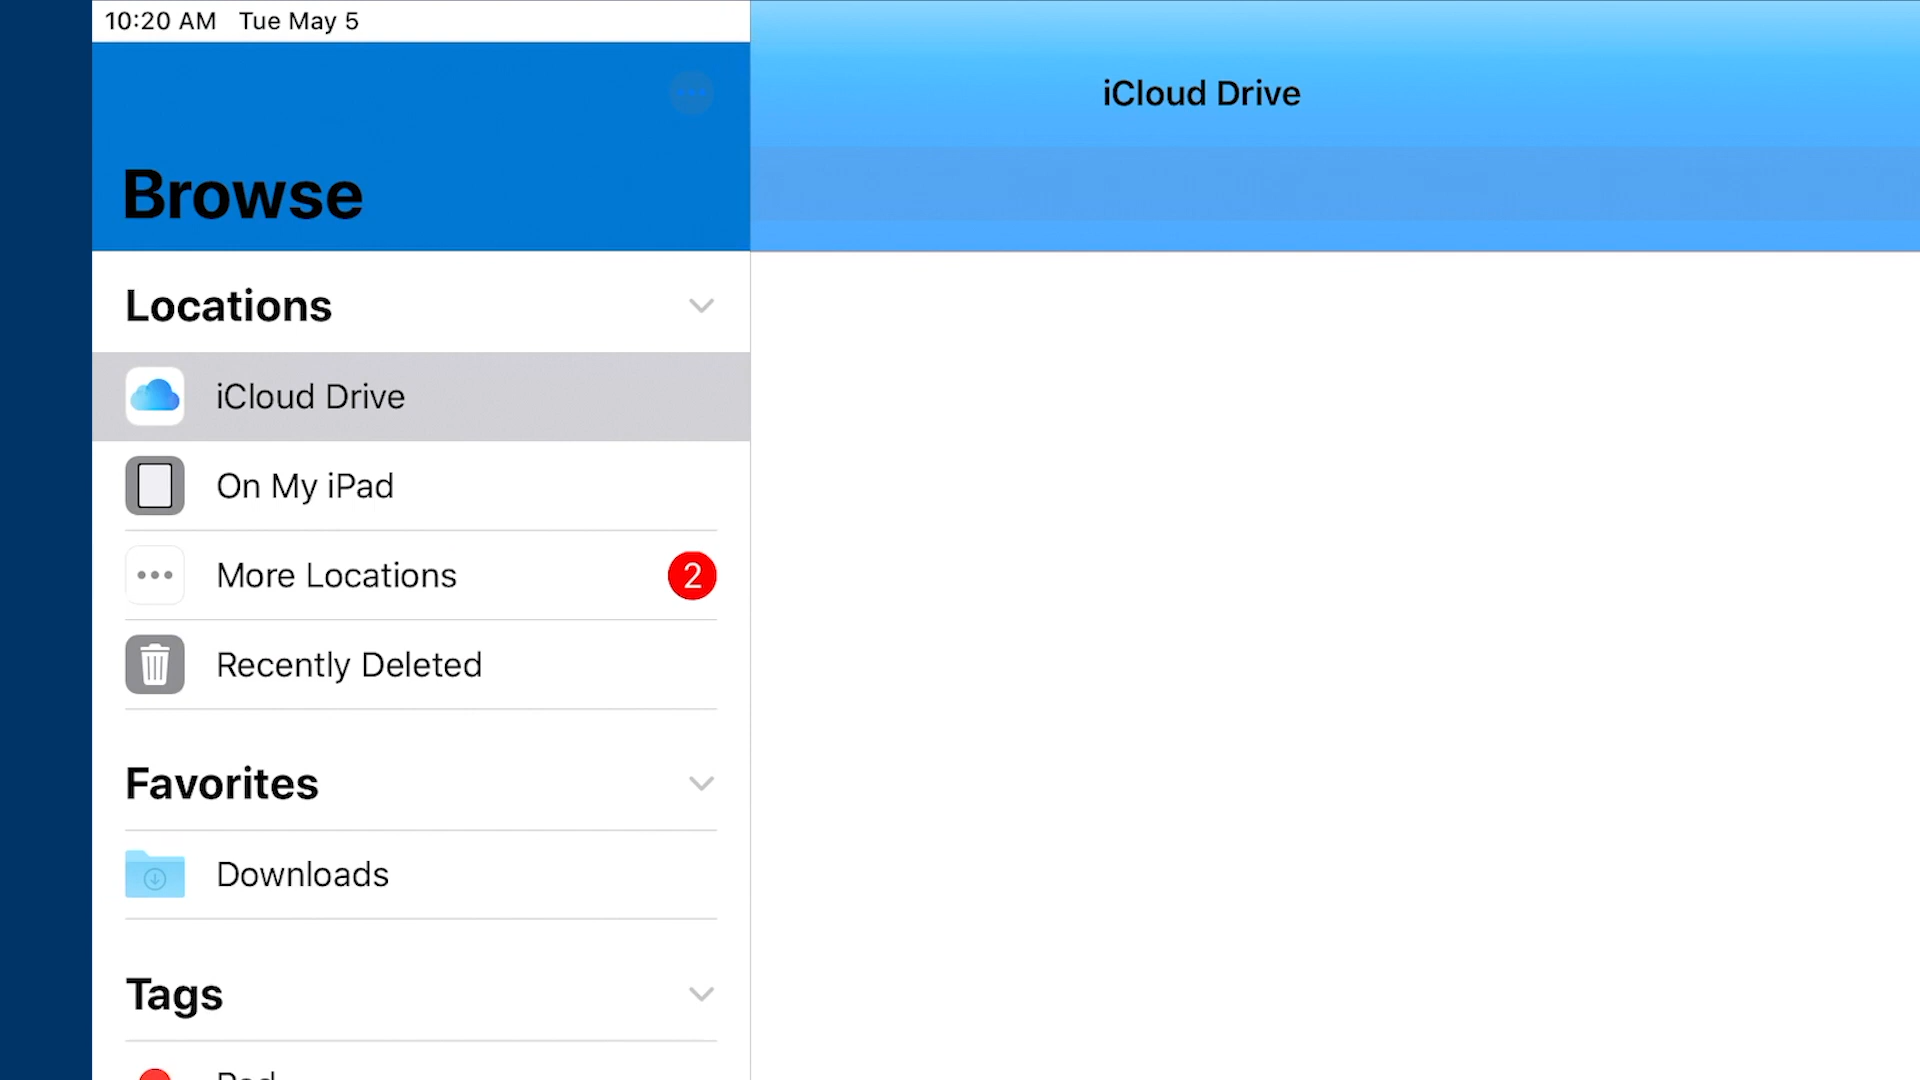 10:20 AM Tue May 5
iCloud Drive
Browse
Locations
iCloud Drive
On My iPad
More Locations 2
Recently Deleted
Favorites
Downloads
Tags